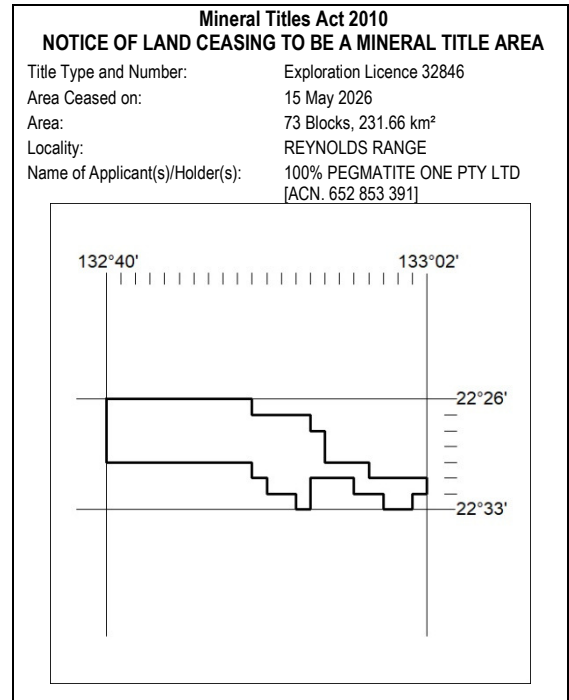 Mineral Titles Act 2010
NOTICE OF LAND CEASING TO BE A MINERAL TITLE AREA
Title Type and Number: Exploration Licence 32846
Area Ceased on: 15 May 2026
Area: 73 Blocks, 231.66 km²
Locality: REYNOLDS RANGE
Name of Applicant(s)/Holder(s): 100% PEGMATITE ONE PTY LTD
[ACN. 652 853 391]
132°40' 133°02'
22°26'
22°33'